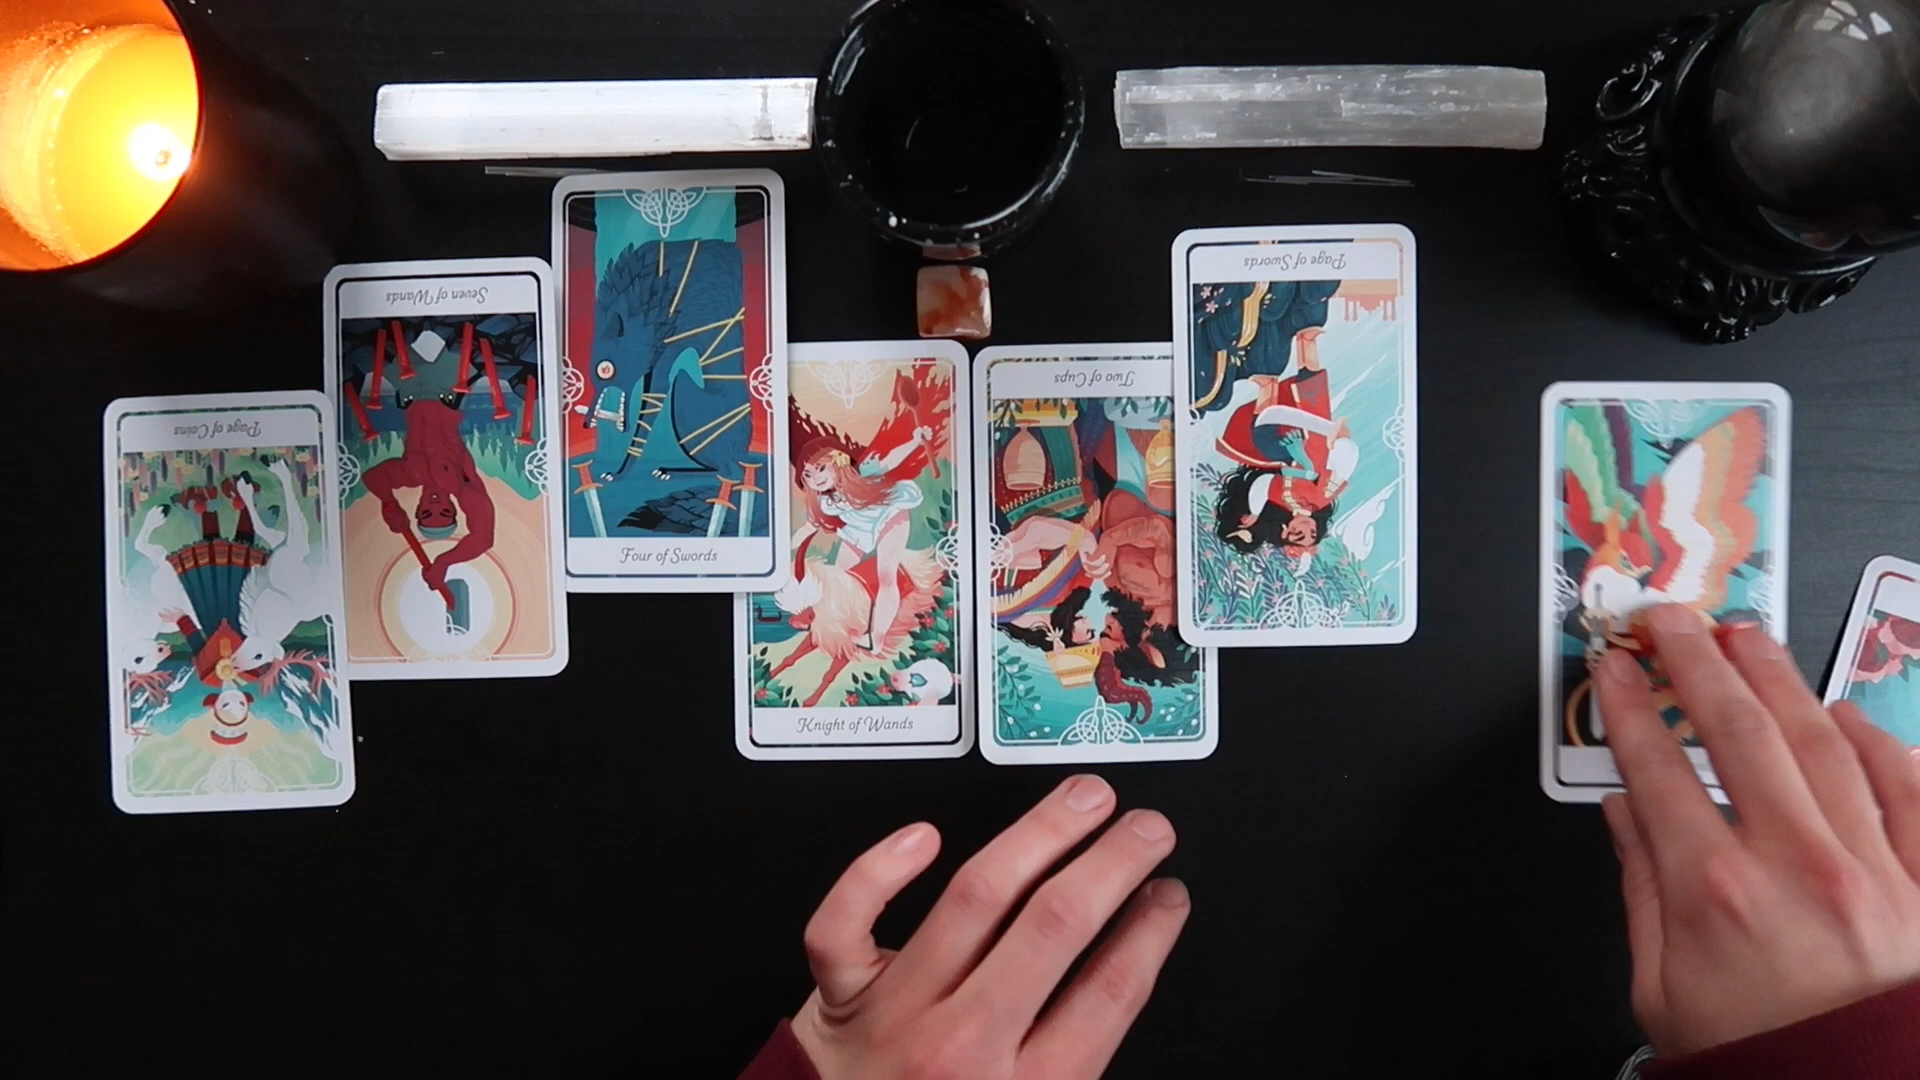 Page of Coins
Seven of Wands
Four of Swords
Knight of Wands
Two of Cups
Page of Swords